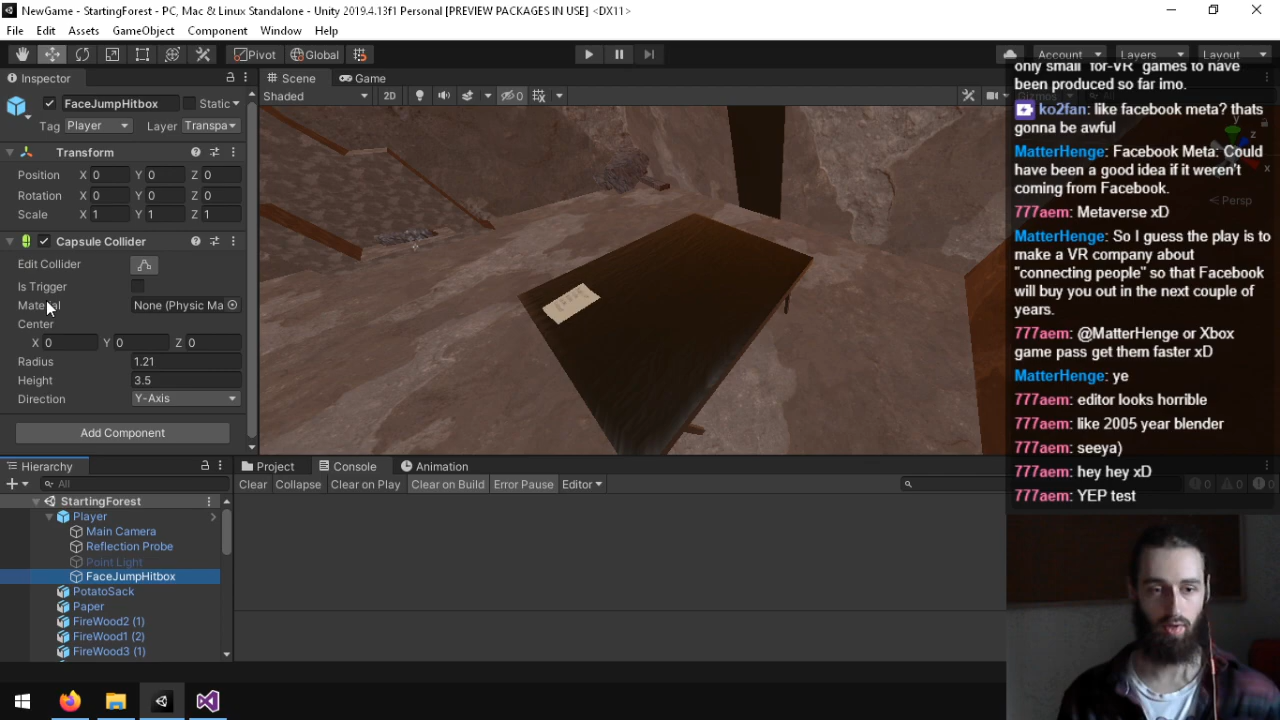 NewGame - StartingForest - PC, Mac & Linux Standalone - Unity 2019.4.13f1 Personal [PREVIEW PACKAGES IN USE] <DX11>
File Edit Assets GameObject Component Window Help
Pivot Global Account Layers Layout
Inspector
FaceJumpHitbox Static
Tag Player Layer Transpa
Transform
Position X 0 Y 0 Z 0
Rotation X 0 Y 0 Z 0
Scale X 1 Y 1 Z 1
Capsule Collider
Edit Collider
Is Trigger
Material None (Physic Ma
Center
X 0 Y 0 Z 0
Radius 1.21
Height 3.5
Direction Y-Axis
Add Component
Scene Game
Shaded 2D 0
y
z
x
Persp
Hierarchy
All
StartingForest
Player
Main Camera
Reflection Probe
Point Light
FaceJumpHitbox
PotatoSack
Paper
FireWood2 (1)
FireWood1 (2)
FireWood3 (1)
Project Console Animation
Clear Collapse Clear on Play Clear on Build Error Pause Editor
0 0 0
only small "for-VR" games to have
been produced so far imo.
ko2fan: like facebook meta? thats
gonna be awful
MatterHenge: Facebook Meta: Could
have been a good idea if it weren't
coming from Facebook.
777aem: Metaverse xD
MatterHenge: So I guess the play is to
make a VR company about
"connecting people" so that Facebook
will buy you out in the next couple of
years.
777aem: @MatterHenge or Xbox
game pass get them faster xD
MatterHenge: ye
777aem: editor looks horrible
777aem: like 2005 year blender
777aem: seeya)
777aem: hey hey xD
777aem: YEP test